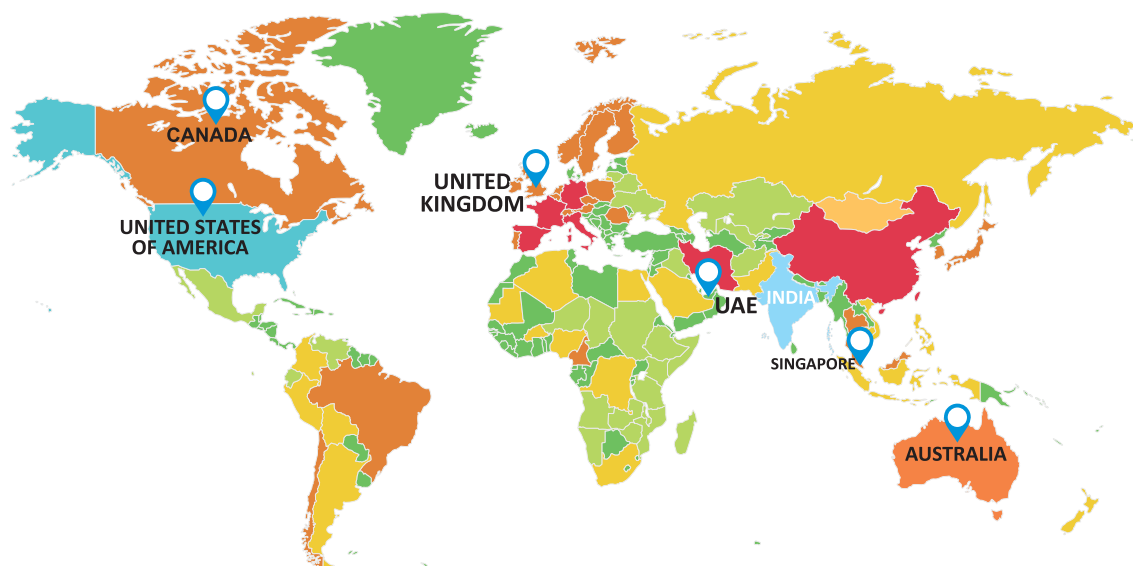 CANADA
UNITED STATES
OF AMERICA
UNITED
KINGDOM
UAE
INDIA
SINGAPORE
AUSTRALIA